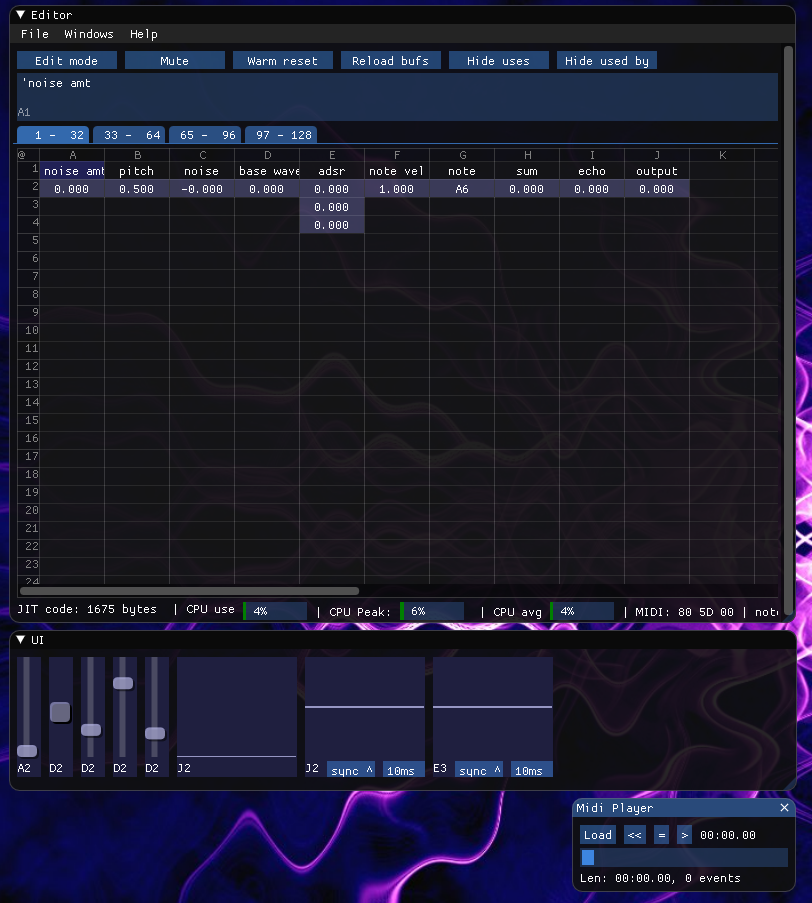 ▼ Editor
File Windows Help
Edit mode Mute Warm reset Reload bufs Hide uses Hide used by
'noise amt
A1
1 - 32 33 - 64 65 - 96 97 - 128
@ A B C D E F G H I J K
1 noise amt pitch noise base wave adsr note vel note sum echo output
2 0.000 0.500 -0.000 0.000 0.000 1.000 A6 0.000 0.000 0.000
3 0.000
4 0.000
5
6
7
8
9
10
11
12
13
14
15
16
17
18
19
20
21
22
23
24
JIT code: 1675 bytes | CPU use 4% | CPU Peak: 6% | CPU avg 4% | MIDI: 80 5D 00 | note
▼ UI
A2 D2 D2 D2 D2 J2 J2 sync ^ 10ms E3 sync ^ 10ms
Midi Player ✕
Load << = > 00:00.00
Len: 00:00.00, 0 events